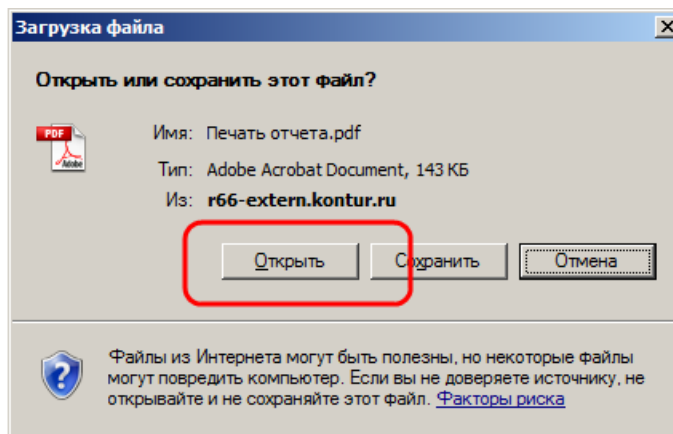 Загрузка файла
Открыть или сохранить этот файл?
PDF
Adobe
Имя: Печать отчета.pdf
Тип: Adobe Acrobat Document, 143 КБ
Из: r66-extern.kontur.ru
Открыть Сохранить Отмена
Файлы из Интернета могут быть полезны, но некоторые файлы
могут повредить компьютер. Если вы не доверяете источнику, не
открывайте и не сохраняйте этот файл. Факторы риска